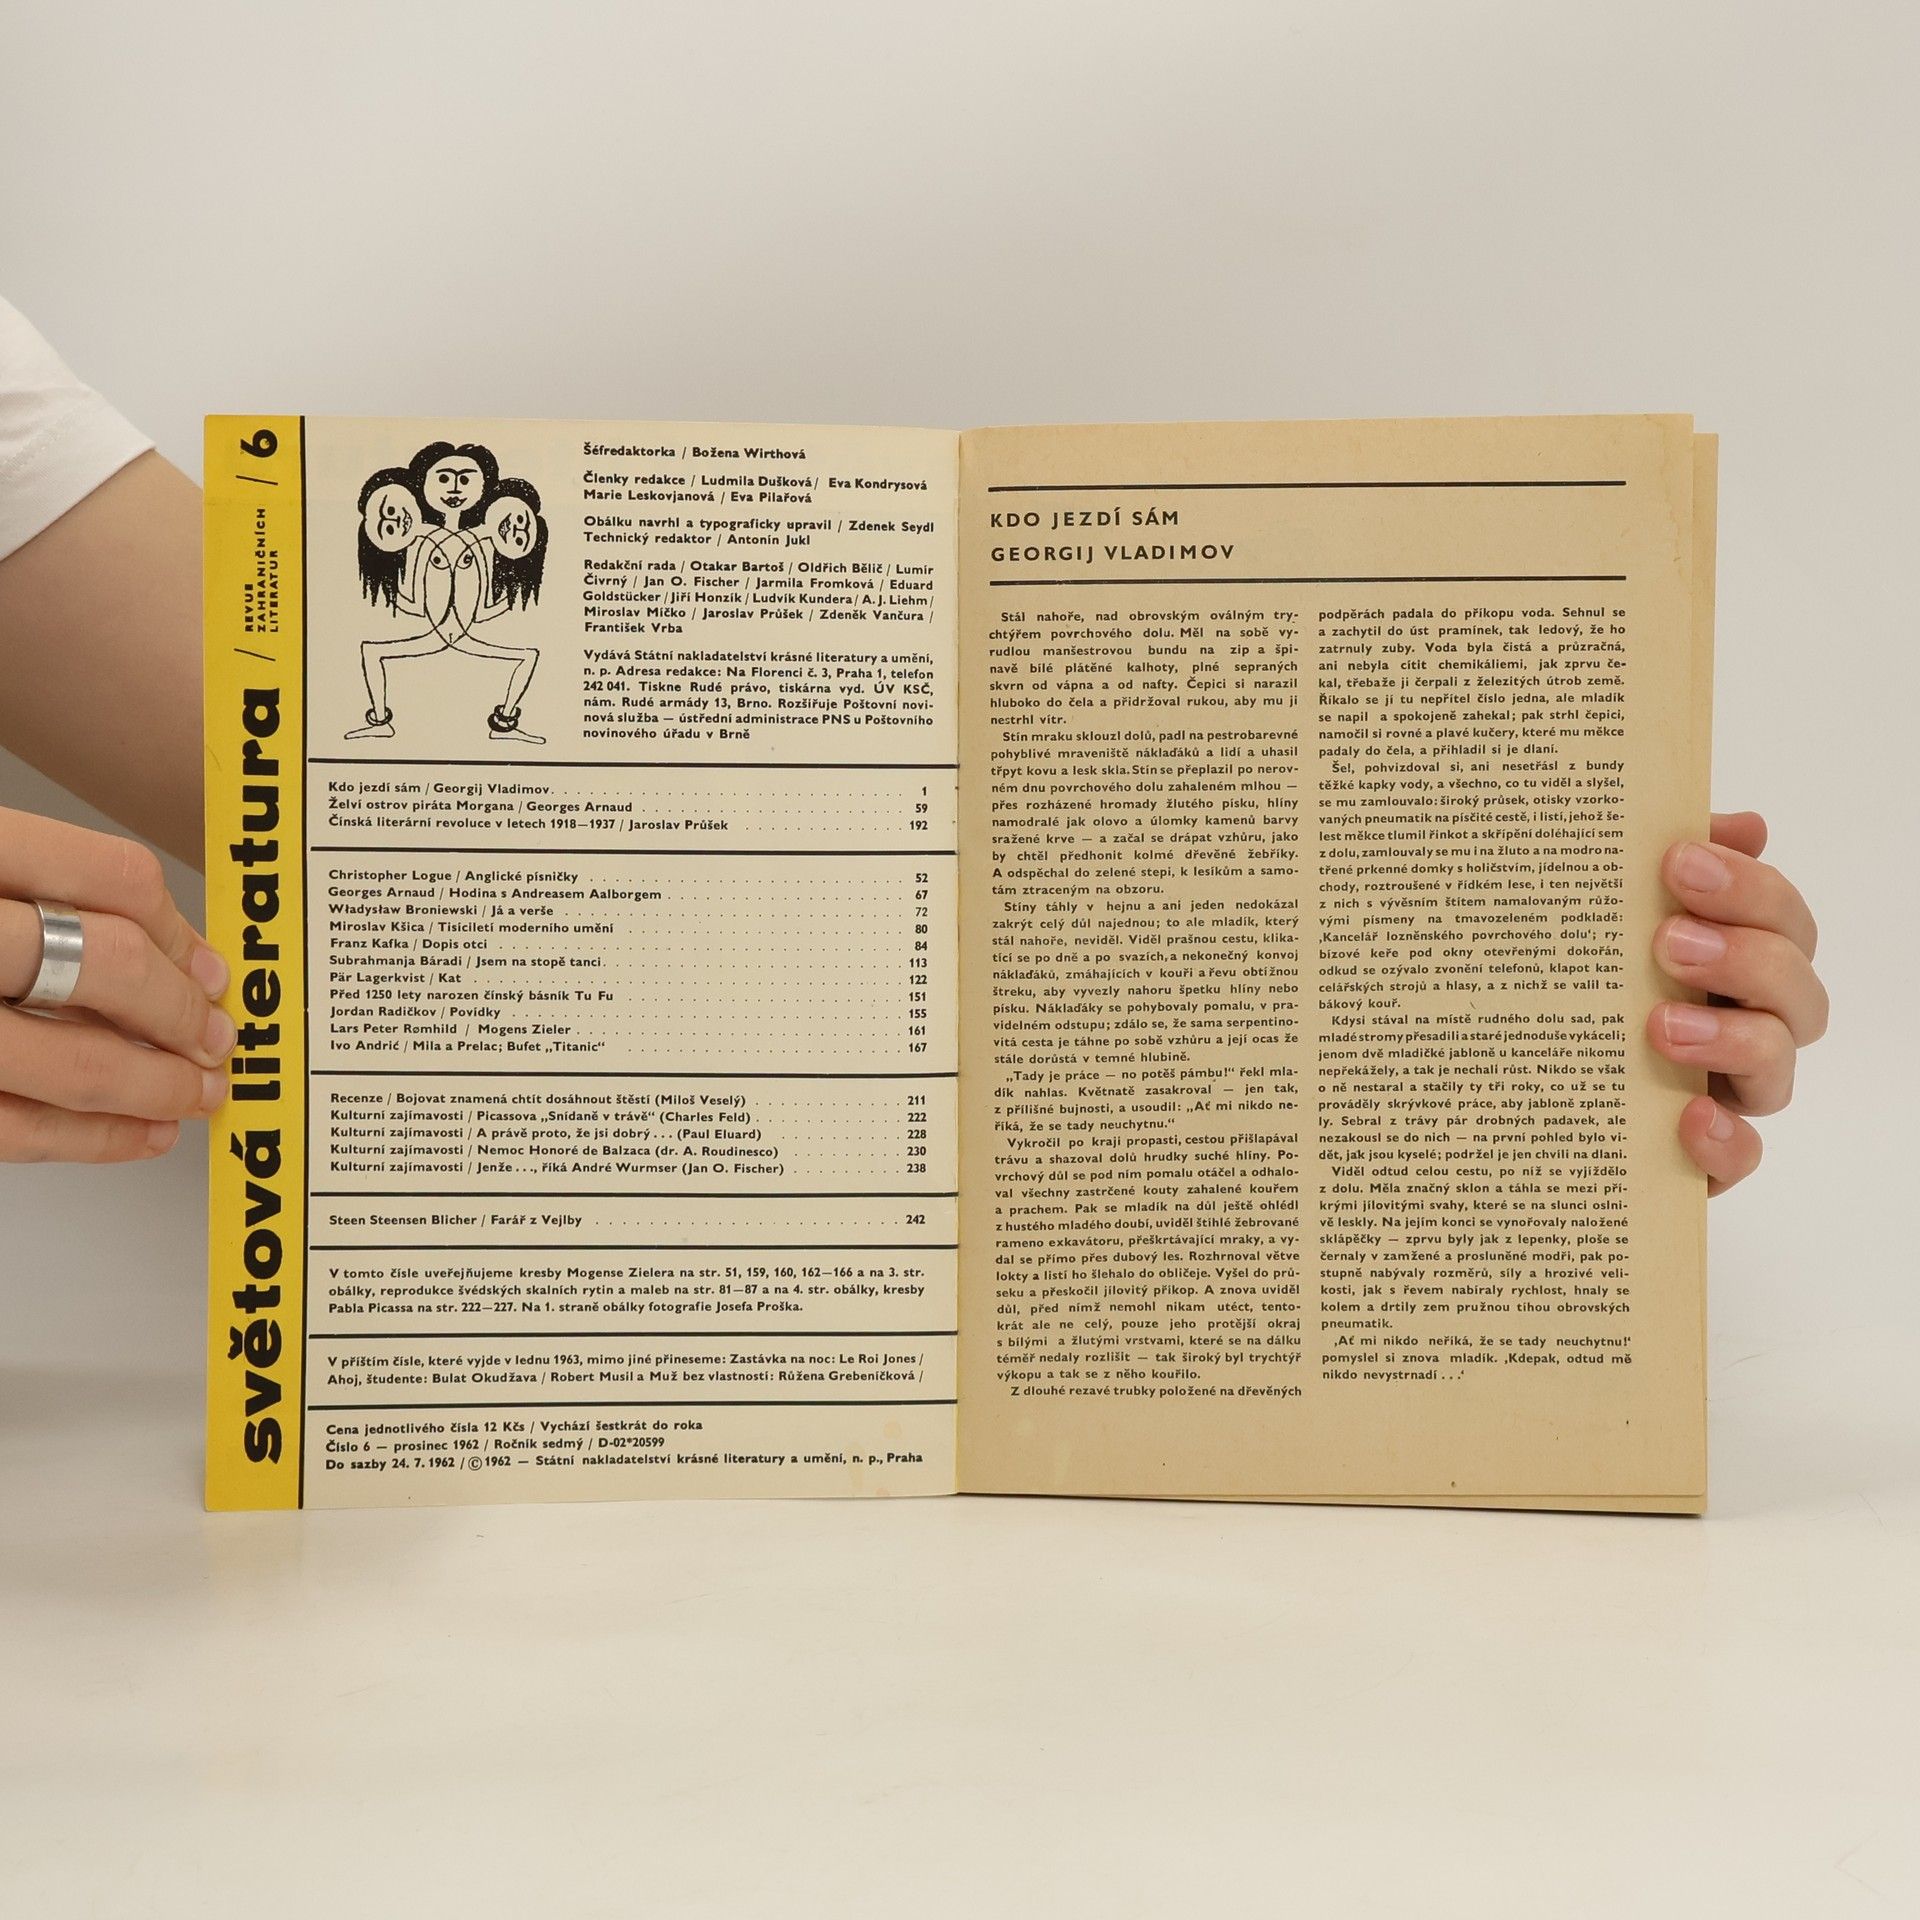 světová literatura / REVUE ZAHRANIČNÍCH LITERATUR / 6
Šéfredaktorka / Božena Wirthová
Členky redakce / Ludmila Dušková / Eva Kondrysová
Marie Leskovjanová / Eva Pilařová
Obálku navrhl a typograficky upravil / Zdenek Seydl
Technický redaktor / Antonín Jukl
Redakční rada / Otakar Bartoš / Oldřich Bělič / Lumír
Čivrný / Jan O. Fischer / Jarmila Fromková / Eduard
Goldstücker / Jiří Honzík / Ludvík Kundera / A. J. Liehm /
Miroslav Míčko / Jaroslav Průšek / Zdeněk Vančura /
František Vrba
Vydává Státní nakladatelství krásné literatury a umění,
n. p. Adresa redakce: Na Florenci č. 3, Praha 1, telefon
242 041. Tiskne Rudé právo, tiskárna vyd. ÚV KSČ,
nám. Rudé armády 13, Brno. Rozšiřuje Poštovní novi-
nová služba — ústřední administrace PNS u Poštovního
novinového úřadu v Brně
Kdo jezdí sám / Georgij Vladimov. . . . . . . . . . 1
Želví ostrov piráta Morgana / Georges Arnaud . . . . . . . . . . 59
Čínská literární revoluce v letech 1918—1937 / Jaroslav Průšek . . . . . . . . . . 192
Christopher Logue / Anglické písničky . . . . . . . . . . 52
Georges Arnaud / Hodina s Andreasem Aalborgem . . . . . . . . . . 67
Władysław Broniewski / Já a verše . . . . . . . . . . 72
Miroslav Kšica / Tisíciletí moderního umění . . . . . . . . . . 80
Franz Kafka / Dopis otci . . . . . . . . . . 84
Subrahmanja Báradi / Jsem na stopě tanci. . . . . . . . . . 113
Pär Lagerkvist / Kat . . . . . . . . . . 122
Před 1250 lety narozen čínský básník Tu Fu . . . . . . . . . . 151
Jordan Radičkov / Povídky . . . . . . . . . . 155
Lars Peter Rømhild / Mogens Zieler . . . . . . . . . . 161
Ivo Andrić / Mila a Prelac; Bufet „Titanic“ . . . . . . . . . . 167
Recenze / Bojovat znamená chtít dosáhnout štěstí (Miloš Veselý) . . . . . . . . . . 211
Kulturní zajímavosti / Picassova „Snídaně v trávě“ (Charles Feld) . . . . . . . . . . 222
Kulturní zajímavosti / A právě proto, že jsi dobrý . . . (Paul Eluard) . . . . . . . . . . 228
Kulturní zajímavosti / Nemoc Honoré de Balzaca (dr. A. Roudinesco) . . . . . . . . . . 230
Kulturní zajímavosti / Jenže . . ., říká André Wurmser (Jan O. Fischer) . . . . . . . . . . 238
Steen Steensen Blicher / Farář z Vejlby . . . . . . . . . . 242
V tomto čísle uveřejňujeme kresby Mogense Zielera na str. 51, 159, 160, 162—166 a na 3. str.
obálky, reprodukce švédských skalních rytin a maleb na str. 81—87 a na 4. str. obálky, kresby
Pabla Picassa na str. 222—227. Na 1. straně obálky fotografie Josefa Proška.
V příštím čísle, které vyjde v lednu 1963, mimo jiné přineseme: Zastávka na noc: Le Roi Jones /
Ahoj, študente: Bulat Okudžava / Robert Musil a Muž bez vlastností: Růžena Grebeníčková /
Cena jednotlivého čísla 12 Kčs / Vychází šestkrát do roka
Číslo 6 — prosinec 1962 / Ročník sedmý / D-02*20599
Do sazby 24. 7. 1962 / © 1962 — Státní nakladatelství krásné literatury a umění, n. p., Praha
KDO JEZDÍ SÁM
GEORGIJ VLADIMOV
Stál nahoře, nad obrovským oválným try-
chtýřem povrchového dolu. Měl na sobě vy-
rudlou manšestrovou bundu na zip a špi-
navě bílé plátěné kalhoty, plné sepraných
skvrn od vápna a od nafty. Čepici si narazil
hluboko do čela a přidržoval rukou, aby mu ji
nestrhl vítr.
Stín mraku sklouzl dolů, padl na pestrobarevné
pohyblivé mraveniště náklaďáků a lidí a uhasil
třpyt kovu a lesk skla. Stín se přeplazil po nerov-
ném dnu povrchového dolu zahaleném mlhou —
přes rozházené hromady žlutého písku, hlíny
namodralé jak olovo a úlomky kamenů barvy
sražené krve — a začal se drápat vzhůru, jako
by chtěl předhonit kolmé dřevěné žebříky.
A odspěchal do zelené stepi, k lesíkům a samo-
tám ztraceným na obzoru.
Stíny táhly v hejnu a ani jeden nedokázal
zakrýt celý důl najednou; to ale mladík, který
stál nahoře, neviděl. Viděl prašnou cestu, klika-
tící se po dně a po svazích, a nekonečný konvoj
náklaďáků, zmáhajících v kouři a řevu obtížnou
štreku, aby vyvezly nahoru špetku hlíny nebo
písku. Náklaďáky se pohybovaly pomalu, v pra-
videlném odstupu; zdálo se, že sama serpentino-
vitá cesta je táhne po sobě vzhůru a její ocas že
stále dorůstá v temné hlubině.
„Tady je práce — no potěš pámbu!“ řekl mla-
dík nahlas. Květnatě zasakroval — jen tak,
z přílišné bujnosti, a usoudil: „Ať mi nikdo ne-
říká, že se tady neuchytnu.“
Vykročil po kraji propasti, cestou přišlapával
trávu a shazoval dolů hrudky suché hlíny. Po-
vrchový důl se pod ním pomalu otáčel a odhalo-
val všechny zastrčené kouty zahalené kouřem
a prachem. Pak se mladík na důl ještě ohlédl
z hustého mladého doubí, uviděl štíhlé žebrované
rameno exkavátoru, přeškrtávající mraky, a vy-
dal se přímo přes dubový les. Rozhrnoval větve
lokty a listí ho šlehalo do obličeje. Vyšel do prů-
seku a přeskočil jílovitý příkop. A znova uviděl
důl, před nímž nemohl nikam utéct, tento-
krát ale ne celý, pouze jeho protější okraj
s bílými a žlutými vrstvami, které se na dálku
téměř nedaly rozlišit — tak široký byl trychtýř
výkopu a tak se z něho kouřilo.
Z dlouhé rezavé trubky položené na dřevěných
podpěrách padala do příkopu voda. Sehnul se
a zachytil do úst pramínek, tak ledový, že ho
zatrnuly zuby. Voda byla čistá a průzračná,
ani nebyla cítit chemikáliemi, jak zprvu če-
kal, třebaže ji čerpali z železitých útrob země.
Říkalo se jí tu nepřítel číslo jedna, ale mladík
se napil a spokojeně zahekal; pak strhl čepici,
namočil si rovné a plavé kučery, které mu měkce
padaly do čela, a přihladil si je dlaní.
Šel, pohvizdoval si, ani nesetřásl z bundy
těžké kapky vody, a všechno, co tu viděl a slyšel,
se mu zamlouvalo: široký průsek, otisky vzorko-
vaných pneumatik na písčité cestě, i listí, jehož še-
lest měkce tlumil řinkot a skřípění doléhající sem
z dolu, zamlouvaly se mu i na žluto a na modro na-
třené prkenné domky s holičstvím, jídelnou a ob-
chody, roztroušené v řídkém lese, i ten největší
z nich s vývěsním štítem namalovaným růžo-
vými písmeny na tmavozeleném podkladě:
‚Kancelář lozněnského povrchového dolu‘; ry-
bízové keře pod okny otevřenými dokořán,
odkud se ozývalo zvonění telefonů, klapot kan-
celářských strojů a hlasy, a z nichž se valil ta-
bákový kouř.
Kdysi stával na místě rudného dolu sad, pak
mladé stromy přesadili a staré jednoduše vykáceli;
jenom dvě mladičké jabloně u kanceláře nikomu
nepřekážely, a tak je nechali růst. Nikdo se však
o ně nestaral a stačily ty tři roky, co už se tu
prováděly skrývkové práce, aby jabloně zplaně-
ly. Sebral z trávy pár drobných padavek, ale
nezakousl se do nich — na první pohled bylo vi-
dět, jak jsou kyselé; podržel je jen chvíli na dlani.
Viděl odtud celou cestu, po níž se vyjíždělo
z dolu. Měla značný sklon a táhla se mezi pří-
krými jílovitými svahy, které se na slunci oslni-
vě leskly. Na jejím konci se vynořovaly naložené
sklápěčky — zprvu byly jak z lepenky, ploše se
černaly v zamžené a prosluněné modři, pak po-
stupně nabývaly rozměrů, síly a hrozivé veli-
kosti, jak s řevem nabíraly rychlost, hnaly se
kolem a drtily zem pružnou tíhou obrovských
pneumatik.
‚Ať mi nikdo neříká, že se tady neuchytnu!‘
pomyslel si znova mladík. ‚Kdepak, odtud mě
nikdo nevystrnadí . . .‘